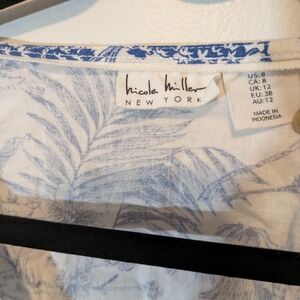 nicole miller
NEW YORK
US: 8
CA: 8
UK: 12
EU: 38
AU: 12
MADE IN
INDONESIA